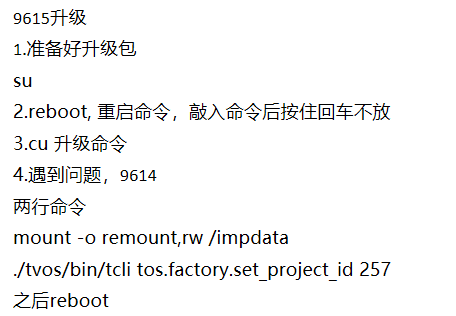 9615升级
1.准备好升级包
su
2.reboot, 重启命令，敲入命令后按住回车不放
3.cu 升级命令
4.遇到问题，9614
两行命令
mount -o remount,rw /impdata
./tvos/bin/tcli tos.factory.set_project_id 257
之后reboot